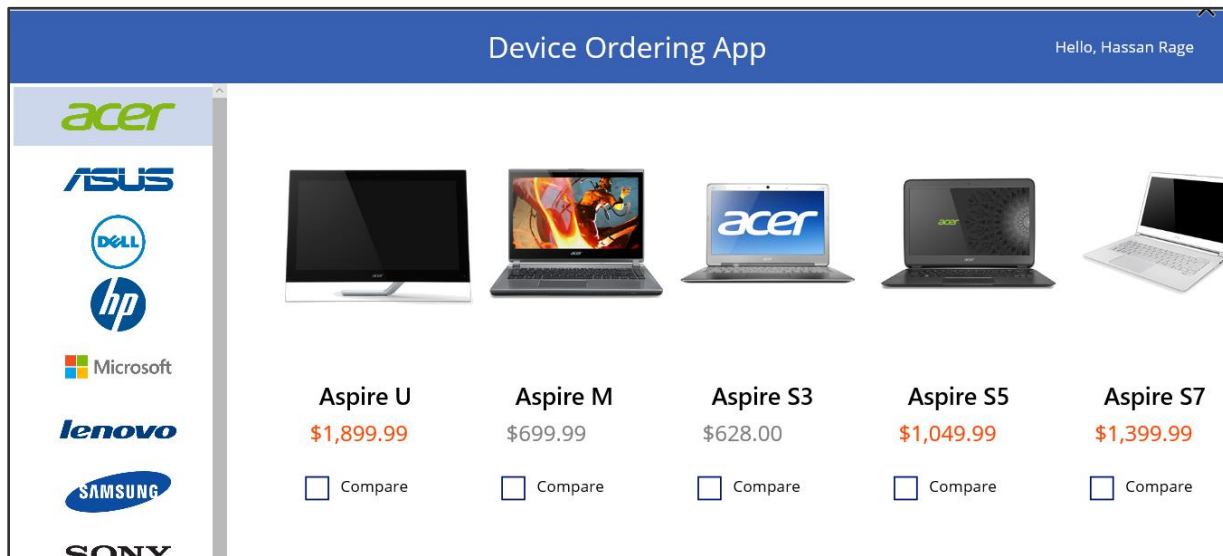 Device Ordering App
Hello, Hassan Rage
acer
ASUS
DELL
hp
Microsoft
lenovo
SAMSUNG
SONY
acer
acer
Aspire U
Aspire M
Aspire S3
Aspire S5
Aspire S7
$1,899.99
$699.99
$628.00
$1,049.99
$1,399.99
Compare
Compare
Compare
Compare
Compare